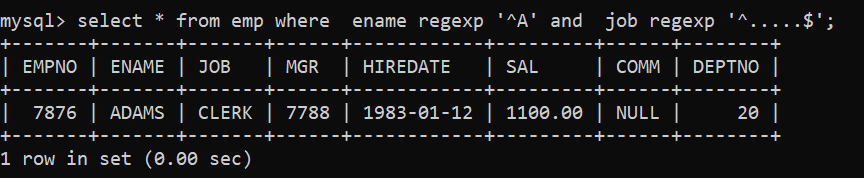 mysql> select * from emp where  ename regexp '^A' and  job regexp '^.....$';
+-------+-------+-------+------+------------+---------+------+--------+
| EMPNO | ENAME | JOB   | MGR  | HIREDATE   | SAL     | COMM | DEPTNO |
+-------+-------+-------+------+------------+---------+------+--------+
|  7876 | ADAMS | CLERK | 7788 | 1983-01-12 | 1100.00 | NULL |     20 |
+-------+-------+-------+------+------------+---------+------+--------+
1 row in set (0.00 sec)